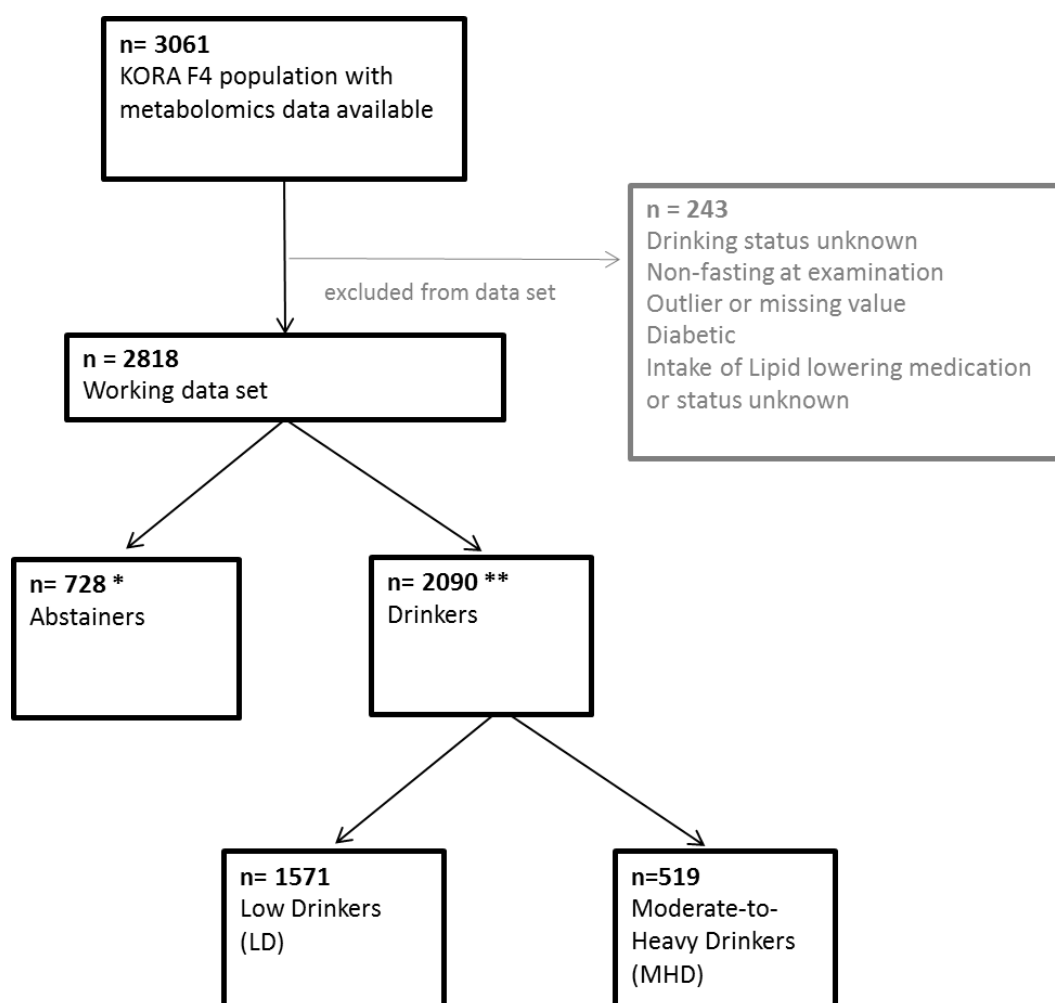 n= 3061
KORA F4 population with
metabolomics data available
n = 243
Drinking status unknown
Non-fasting at examination
Outlier or missing value
Diabetic
Intake of Lipid lowering medication
or status unknown
excluded from data set
n = 2818
Working data set
n= 728 *
Abstainers
n= 2090 **
Drinkers
n= 1571
Low Drinkers
(LD)
n=519
Moderate-to-
Heavy Drinkers
(MHD)